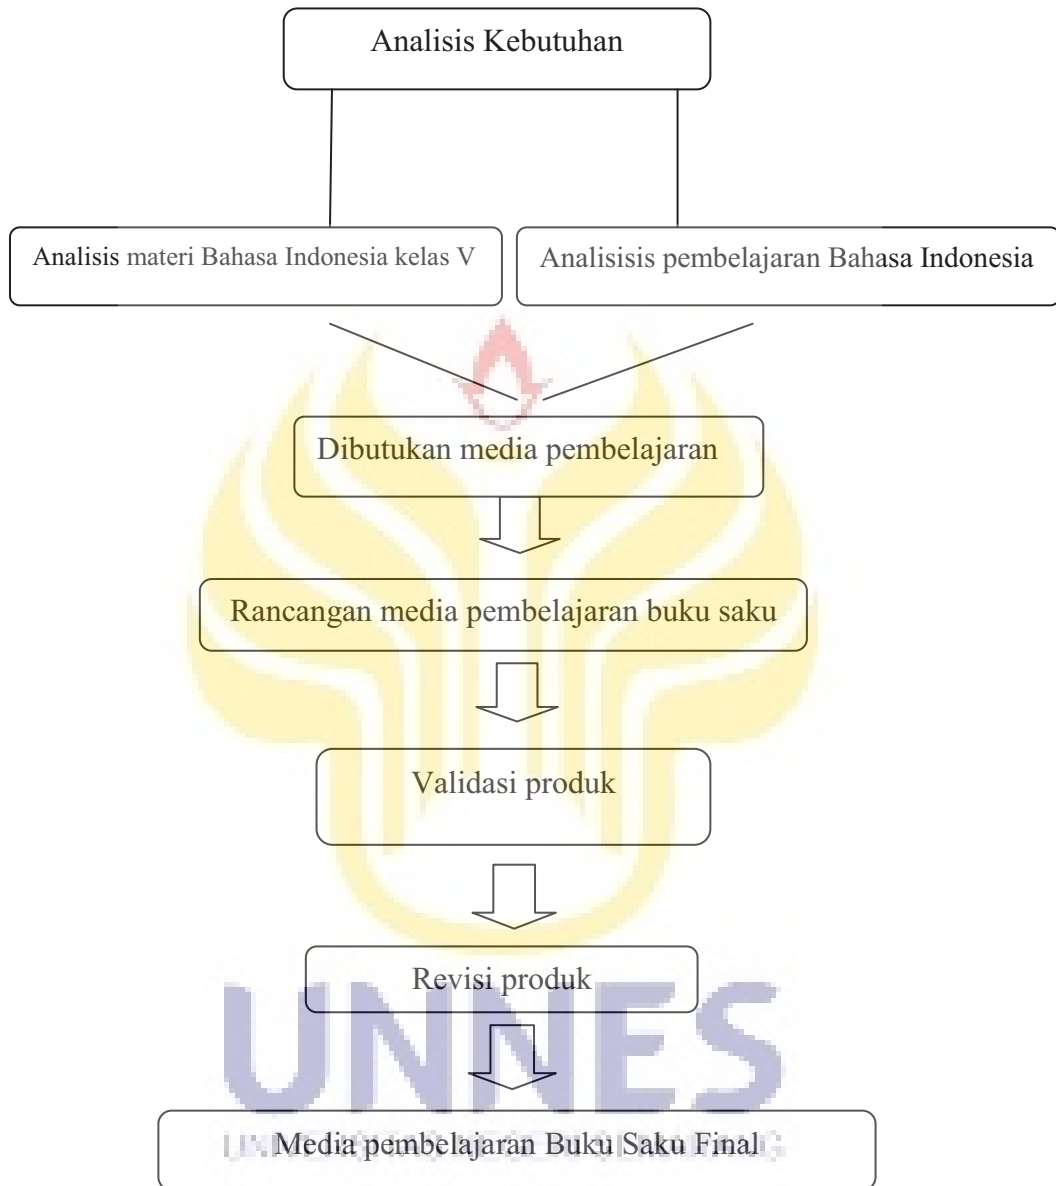 Analisis Kebutuhan
Analisis materi Bahasa Indonesia kelas V
Analisisis pembelajaran Bahasa Indonesia
Dibutukan media pembelajaran
Rancangan media pembelajaran buku saku
Validasi produk
Revisi produk
UNNES
Media pembelajaran Buku Saku Final